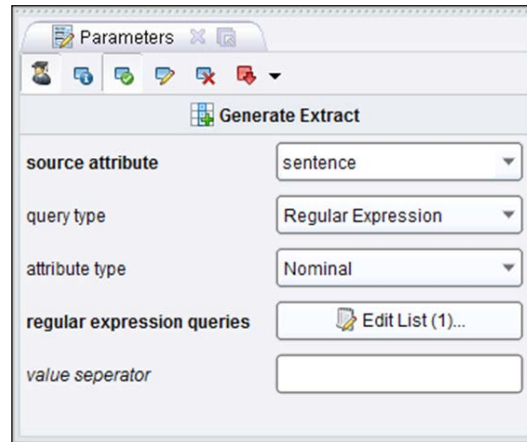 Parameters
Generate Extract
source attribute sentence
query type Regular Expression
attribute type Nominal
regular expression queries Edit List (1)...
value seperator